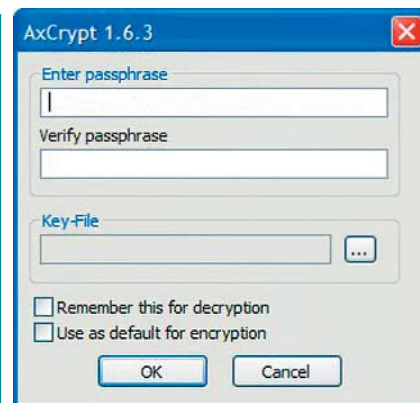 AxCrypt 1.6.3
Enter passphrase
Verify passphrase
Key-File
...
Remember this for decryption
Use as default for encryption
OK Cancel